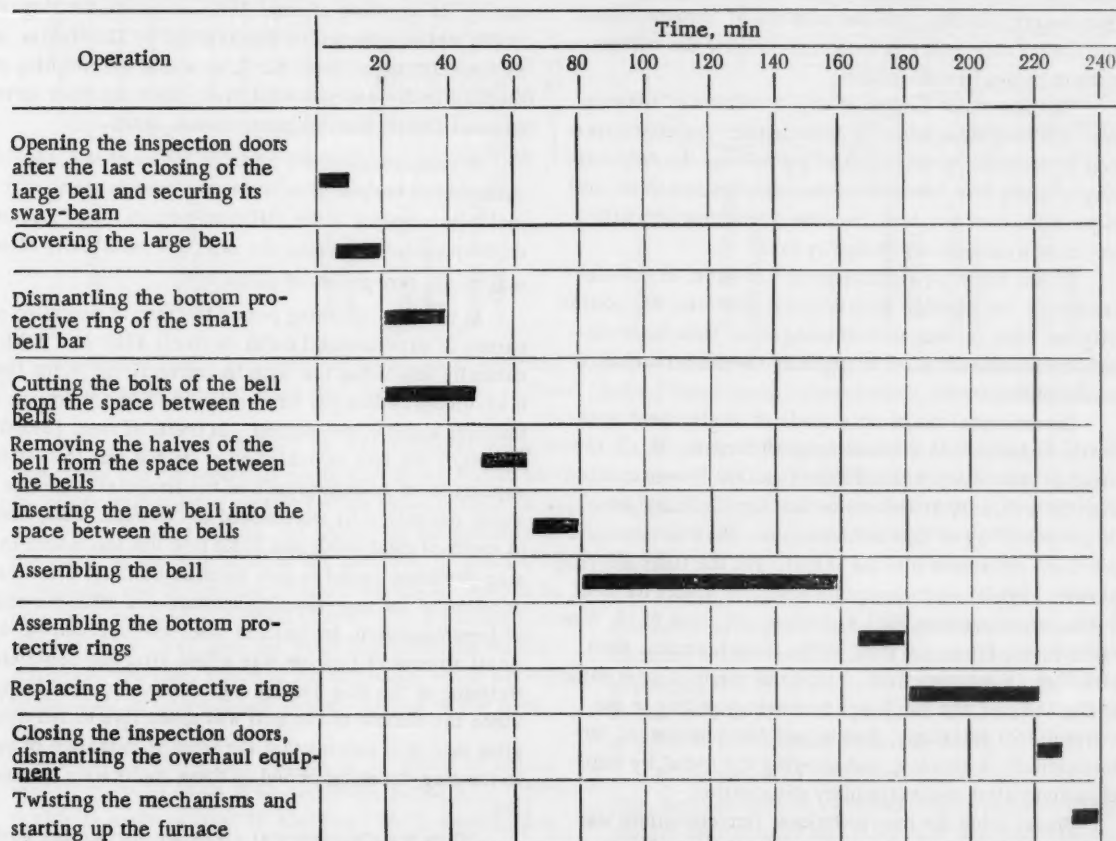 Time, min
Operation
20 40 60 80 100 120 140 160 180 200 220 240
Opening the inspection doors
after the last closing of the
large bell and securing its
sway-beam
Covering the large bell
Dismantling the bottom pro-
tective ring of the small
bell bar
Cutting the bolts of the bell
from the space between the
bells
Removing the halves of the
bell from the space between
the bells
Inserting the new bell into the
space between the bells
Assembling the bell
Assembling the bottom pro-
tective rings
Replacing the protective rings
Closing the inspection doors,
dismantling the overhaul equip-
ment
Twisting the mechanisms and
starting up the furnace